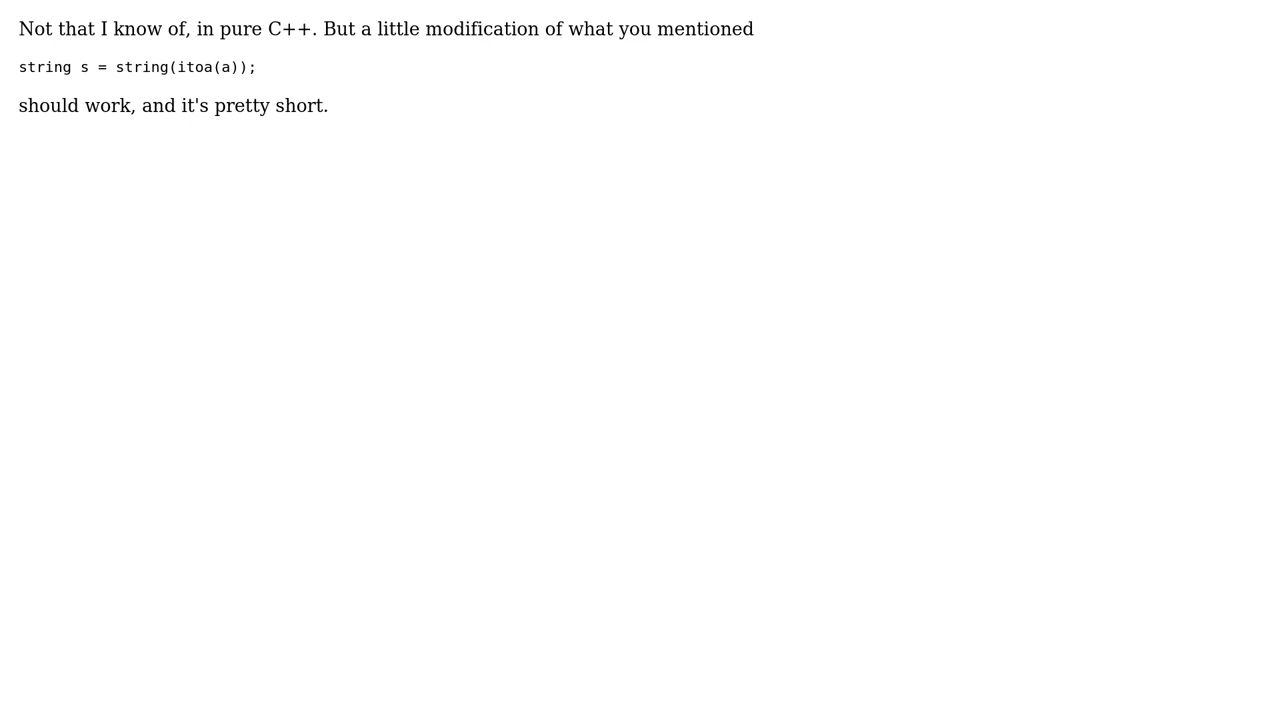 Not that I know of, in pure C++. But a little modification of what you mentioned
string s = string(itoa(a));
should work, and it's pretty short.